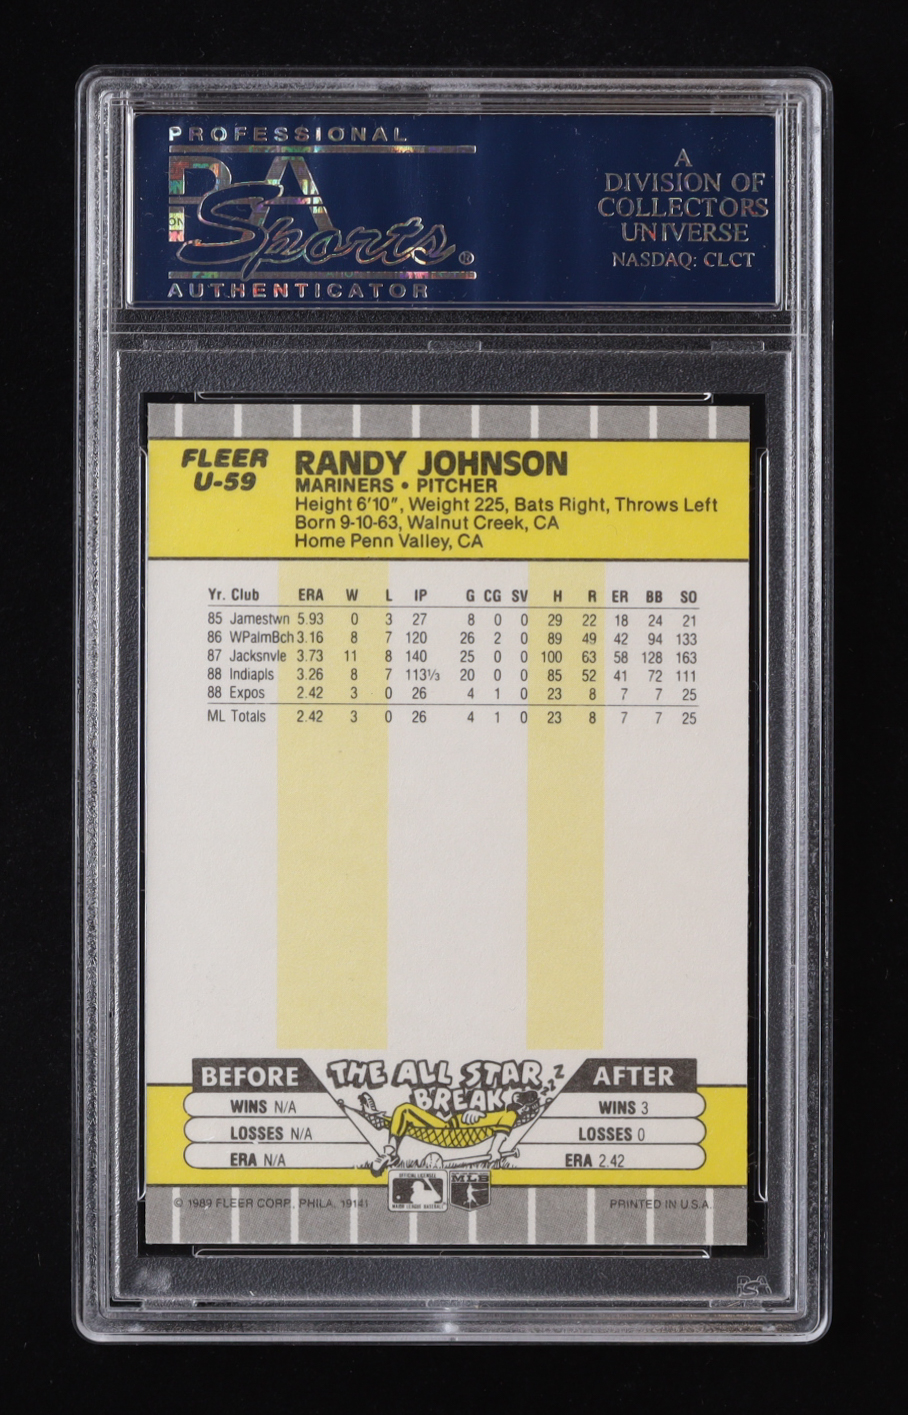 PROFESSIONAL
PSA
Sports®
AUTHENTICATOR
A
DIVISION OF
COLLECTORS
UNIVERSE
NASDAQ: CLCT
FLEER
U-59
RANDY JOHNSON
MARINERS • PITCHER
Height 6'10", Weight 225, Bats Right, Throws Left
Born 9-10-63, Walnut Creek, CA
Home Penn Valley, CA
Yr. Club ERA W L IP G CG SV H R ER BB SO
85 Jamestwn 5.93 0 3 27 8 0 0 29 22 18 24 21
86 WPalmBch 3.16 8 7 120 26 2 0 89 49 42 94 133
87 Jacksnvle 3.73 11 8 140 25 0 0 100 63 58 128 163
88 Indiapls 3.26 8 7 113⅓ 20 0 0 85 52 41 72 111
88 Expos 2.42 3 0 26 4 1 0 23 8 7 7 25
ML Totals 2.42 3 0 26 4 1 0 23 8 7 7 25
THE ALL STAR
BREAK
ZZZ
BEFORE
WINS N/A
LOSSES N/A
ERA N/A
AFTER
WINS 3
LOSSES 0
ERA 2.42
OFFICIAL LICENSEE
MAJOR LEAGUE BASEBALL
MLB
© 1989 FLEER CORP., PHILA. 19141
PRINTED IN U.S.A.
PSA